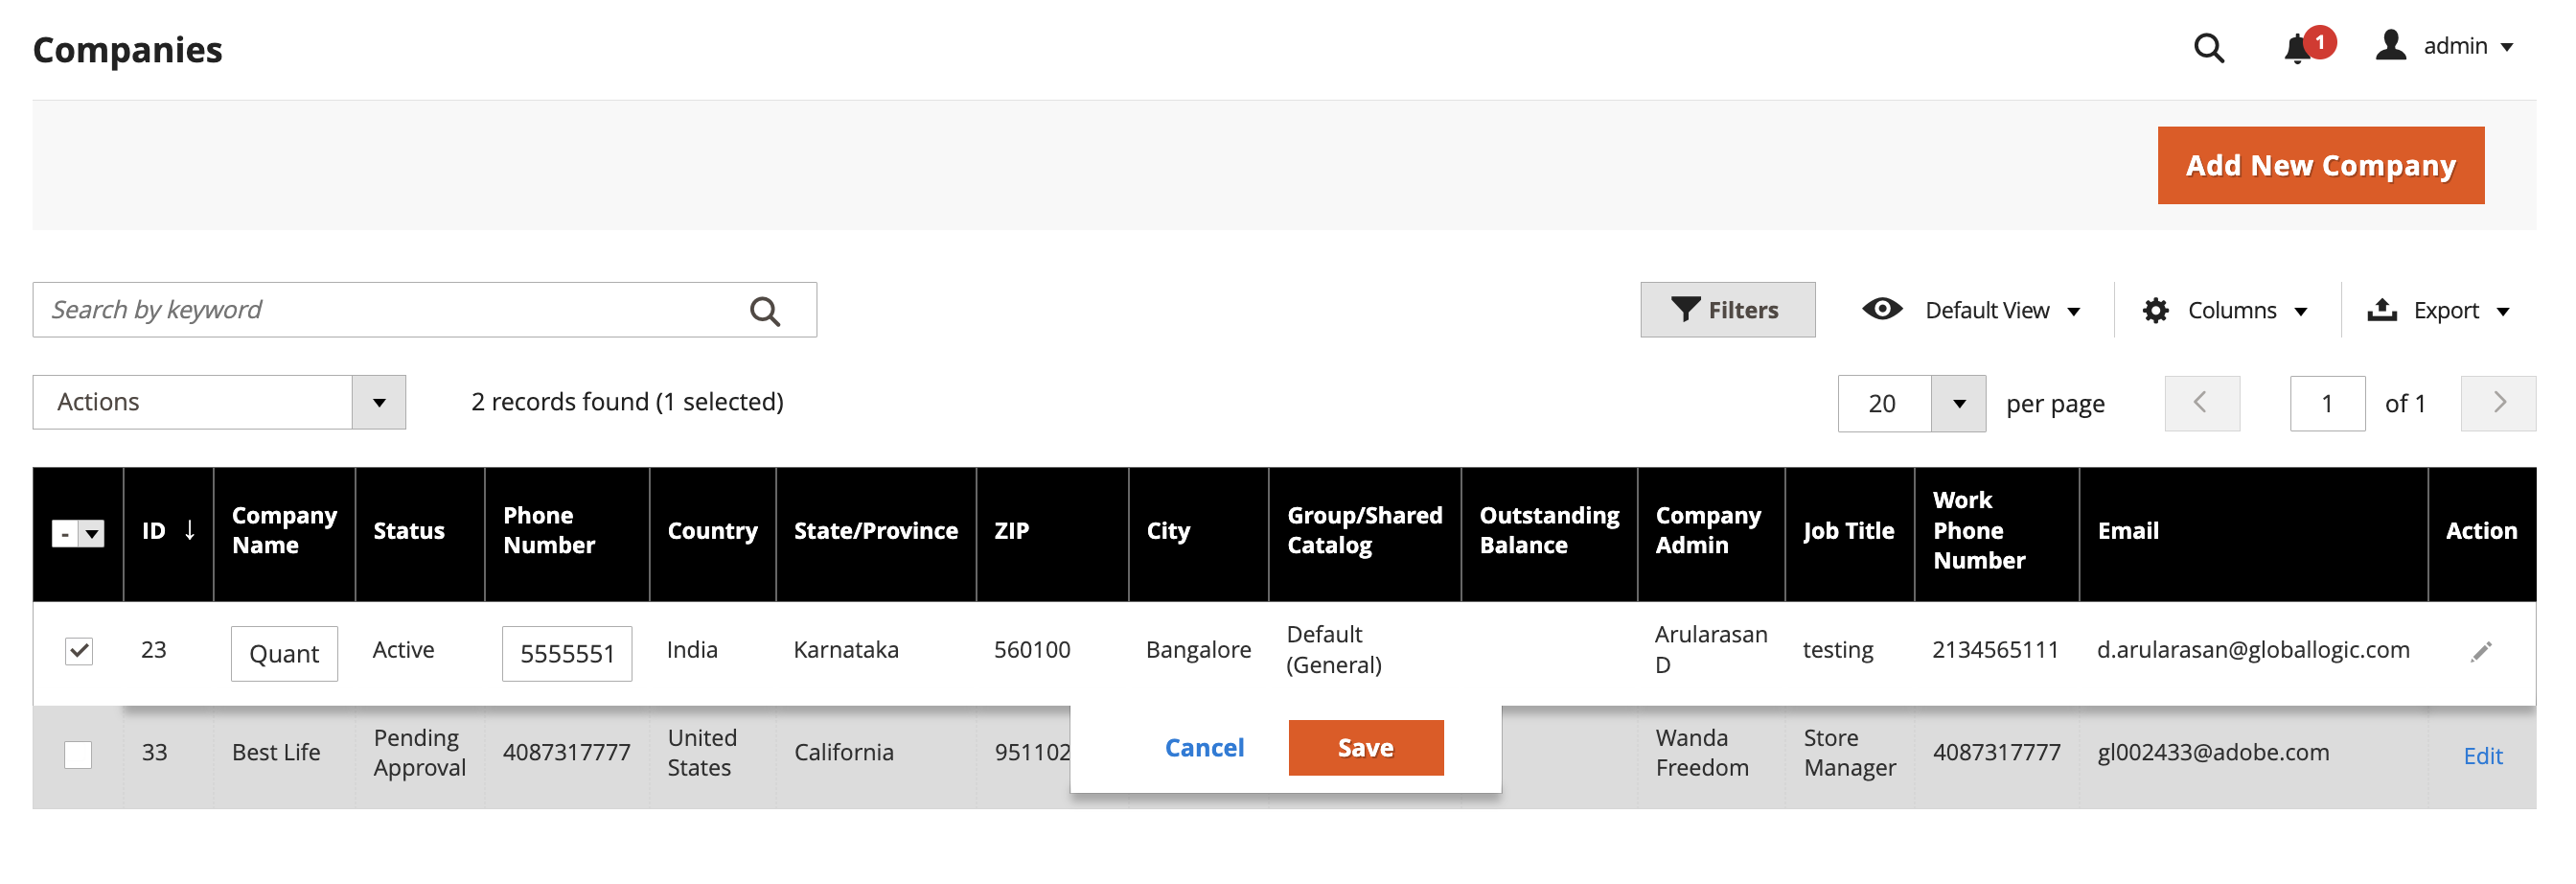 Companies
1
admin
Add New Company
Search by keyword
Filters
Default View
Columns
Export
Actions
2 records found (1 selected)
20
per page
1
of 1
-
ID ↓
Company
Name
Status
Phone
Number
Country
State/Province
ZIP
City
Group/Shared
Catalog
Outstanding
Balance
Company
Admin
Job Title
Work
Phone
Number
Email
Action
23
Quant
Active
5555551
India
Karnataka
560100
Bangalore
Default
(General)
Arularasan
D
testing
2134565111
d.arularasan@globallogic.com
Cancel
Save
33
Best Life
Pending
Approval
4087317777
United
States
California
951102
Wanda
Freedom
Store
Manager
4087317777
gl002433@adobe.com
Edit